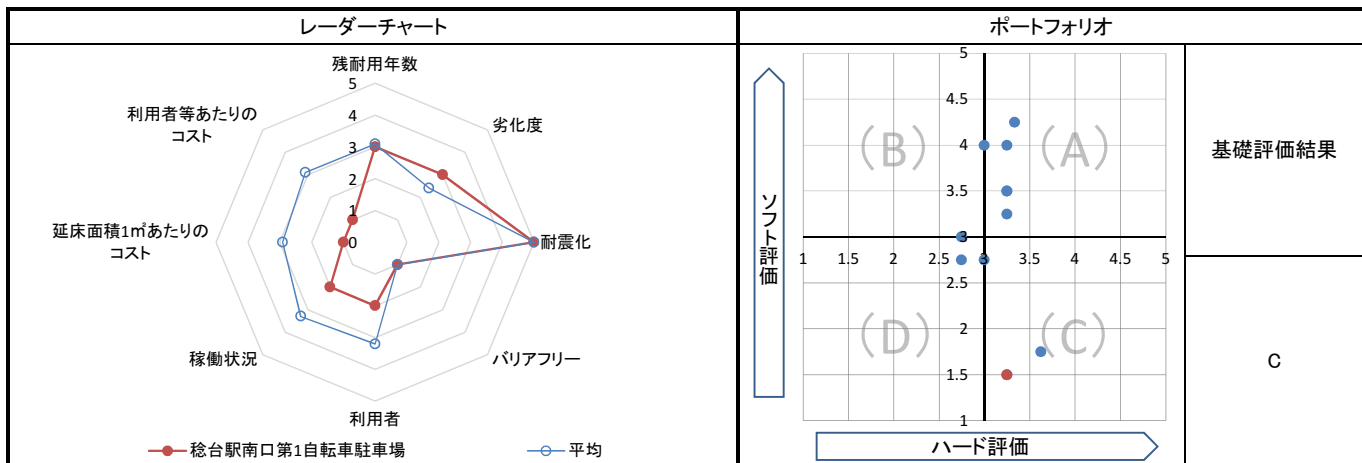 レーダーチャート
残耐用年数
劣化度
耐震化
バリアフリー
利用者
稼働状況
延床面積1㎡あたりの
コスト
利用者等あたりの
コスト
5
4
3
2
1
0
稔台駅南口第1自転車駐車場
平均
ポートフォリオ
ソフト評価
5
4.5
4
3.5
3
2.5
2
1.5
1
1 1.5 2 2.5 3 3.5 4 4.5 5
(B)
(A)
(D)
(C)
ハード評価
基礎評価結果
C